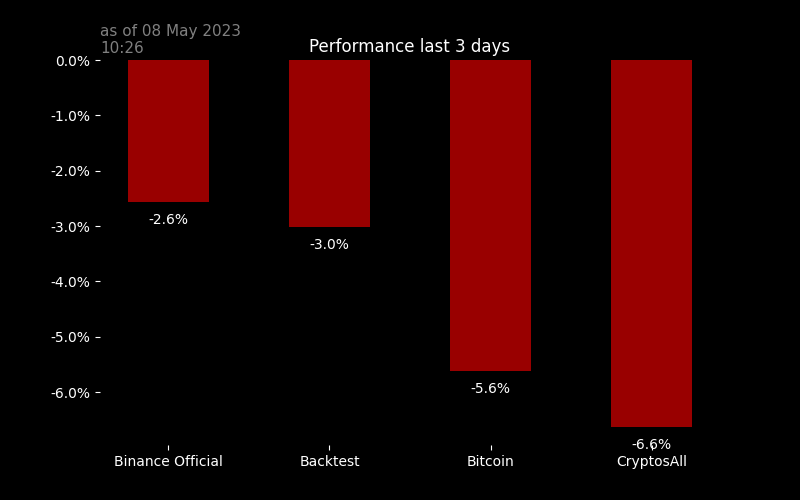 as of 08 May 2023
10:26
Performance last 3 days
0.0%
-1.0%
-2.0%
-3.0%
-4.0%
-5.0%
-6.0%
-2.6%
-3.0%
-5.6%
-6.6%
Binance Official
Backtest
Bitcoin
CryptosAll